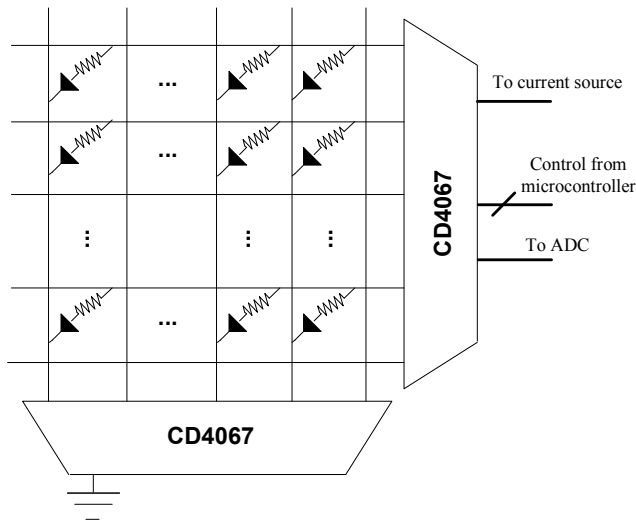 ...
...
...
...
...
...
To current source
Control from
microcontroller
To ADC
CD4067
CD4067